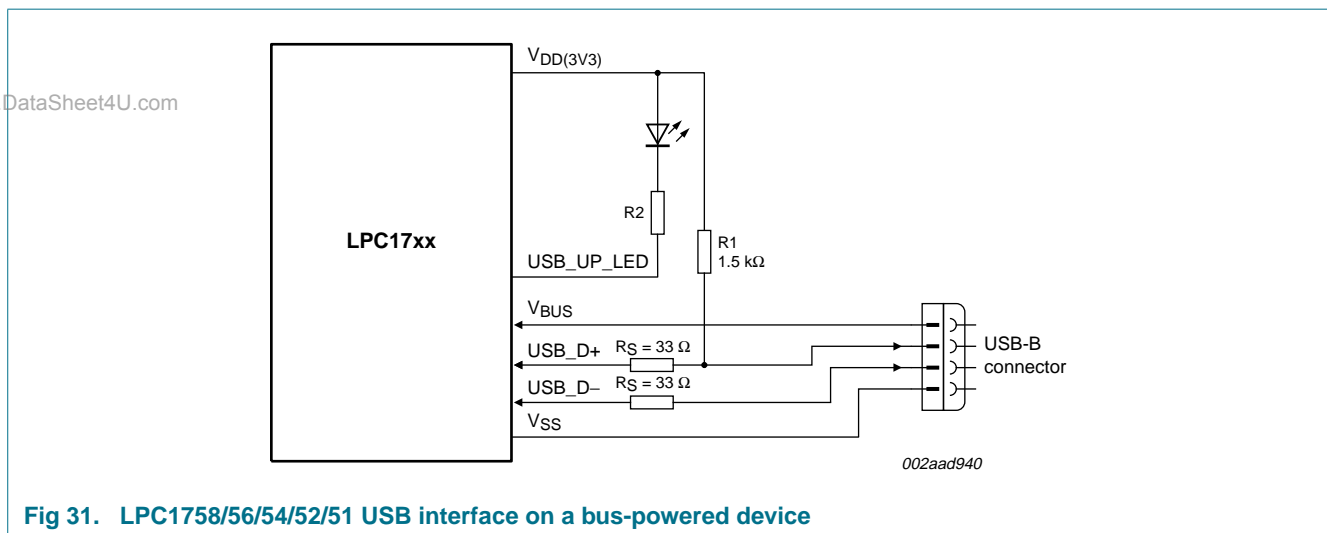 VDD(3V3)
DataSheet4U.com
R2
LPC17xx
R1
1.5 kΩ
USB_UP_LED
VBUS
USB_D+
RS = 33 Ω
USB-B
connector
USB_D−
RS = 33 Ω
VSS
002aad940
Fig 31. LPC1758/56/54/52/51 USB interface on a bus-powered device